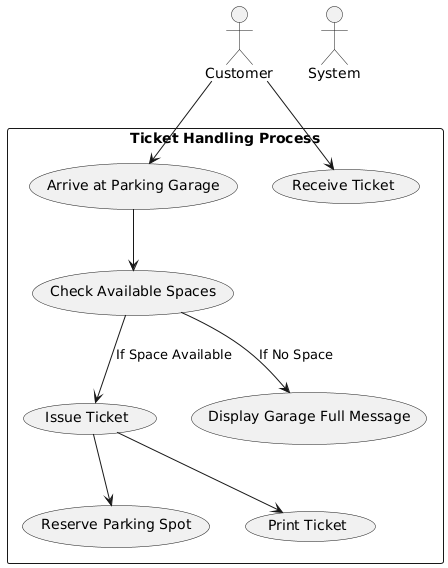 Customer
System
Ticket Handling Process
Arrive at Parking Garage
Receive Ticket
Check Available Spaces
If Space Available
If No Space
Issue Ticket
Display Garage Full Message
Reserve Parking Spot
Print Ticket